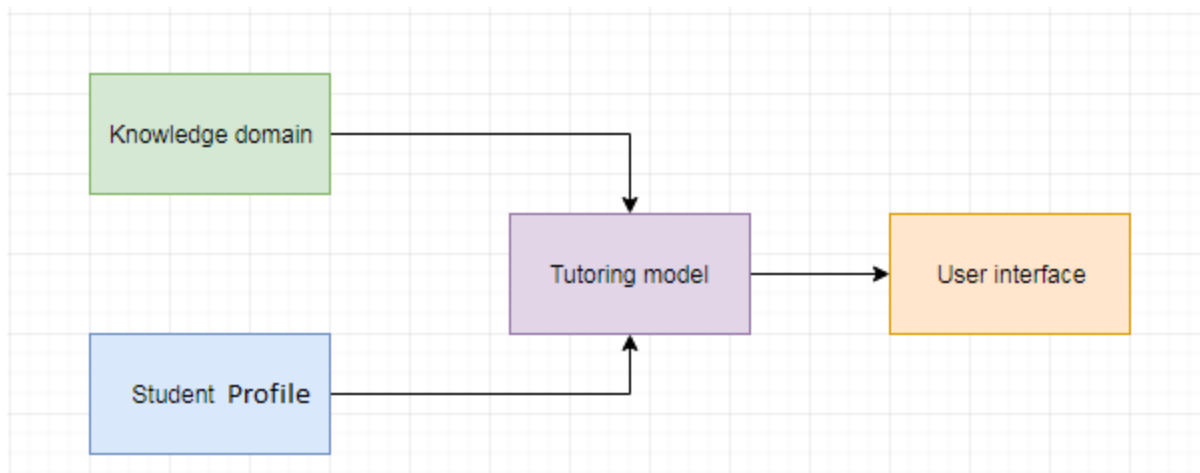 Knowledge domain
Tutoring model
User interface
Student Profile